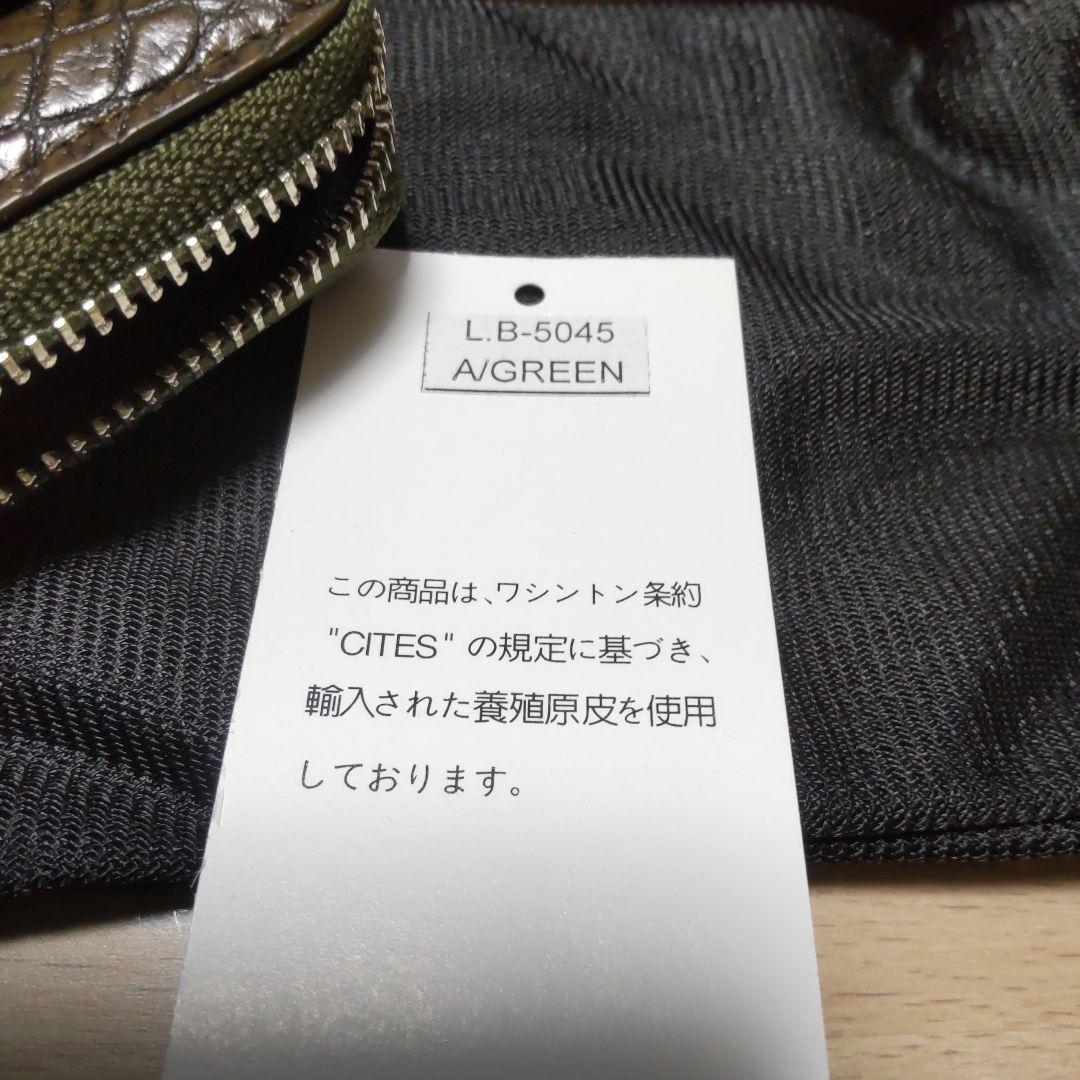 L.B-5045
A/GREEN
この商品は、ワシントン条約
"CITES" の規定に基づき、
輸入された養殖原皮を使用
しております。